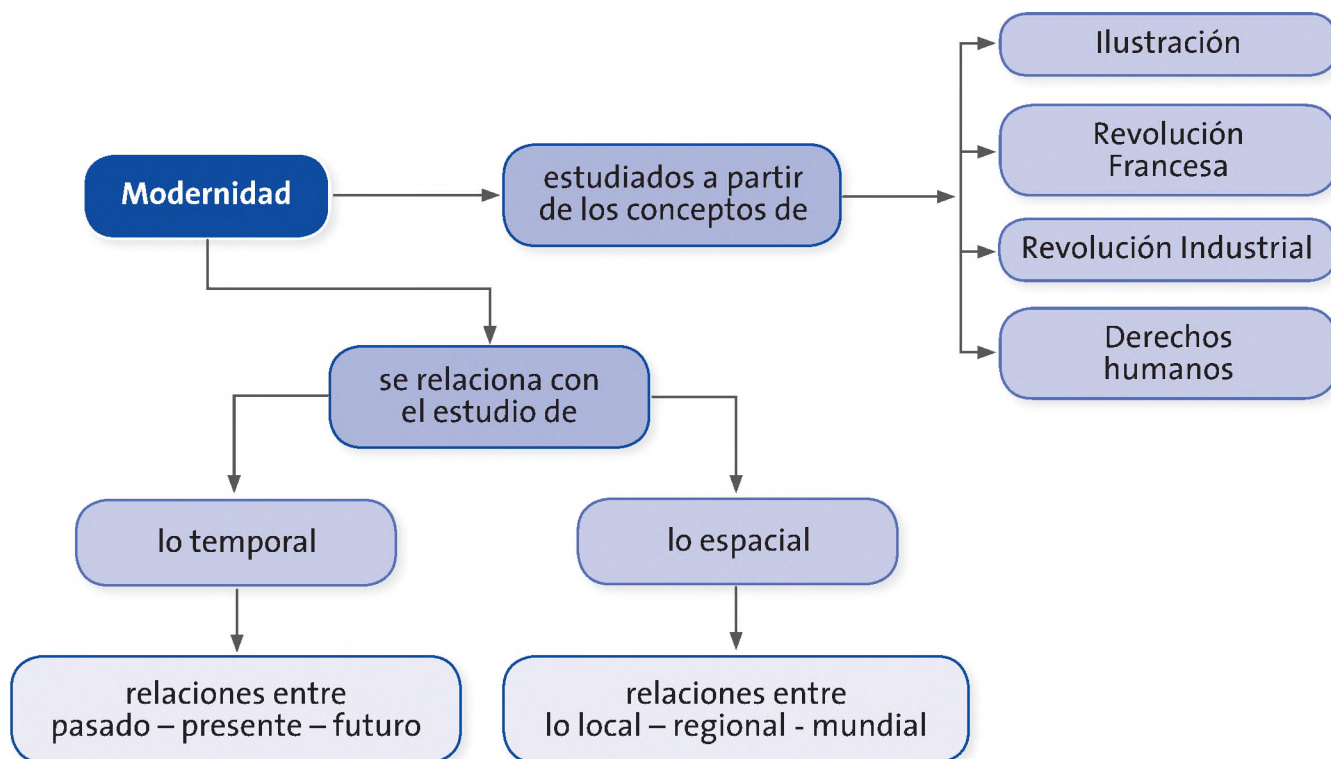 Modernidad
estudiados a partir
de los conceptos de
Ilustración
Revolución
Francesa
Revolución Industrial
Derechos
humanos
se relaciona con
el estudio de
lo temporal
lo espacial
relaciones entre
pasado – presente – futuro
relaciones entre
lo local – regional - mundial